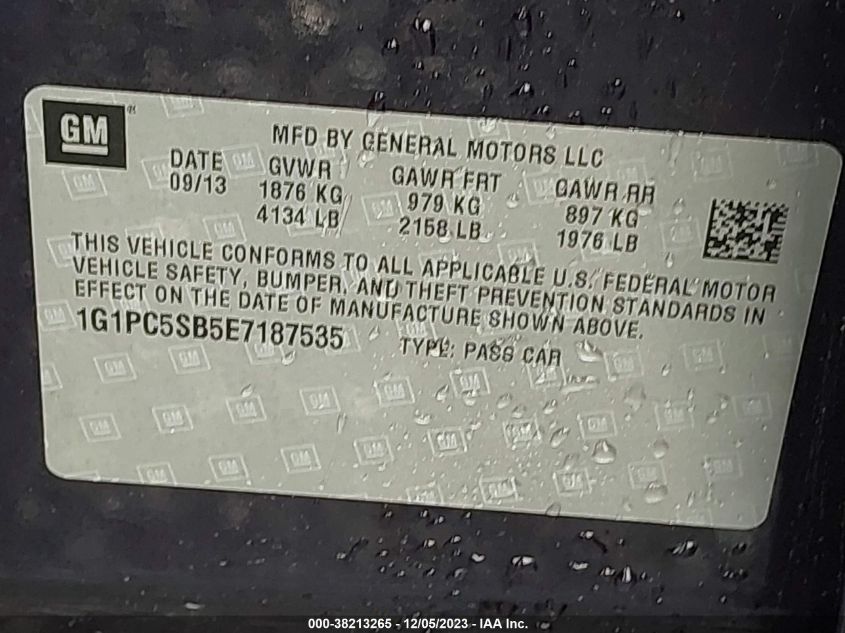 GM
MFD BY GENERAL MOTORS LLC
DATE GVWR GAWR FRT GAWR RR
09/13 1876 KG 979 KG 897 KG
4134 LB 2158 LB 1976 LB
THIS VEHICLE CONFORMS TO ALL APPLICABLE U.S. FEDERAL MOTOR
VEHICLE SAFETY, BUMPER, AND THEFT PREVENTION STANDARDS IN
EFFECT ON THE DATE OF MANUFACTURE SHOWN ABOVE.
1G1PC5SB5E7187535 TYPE: PASS CAR
000-38213265 - 12/05/2023 - IAA Inc.